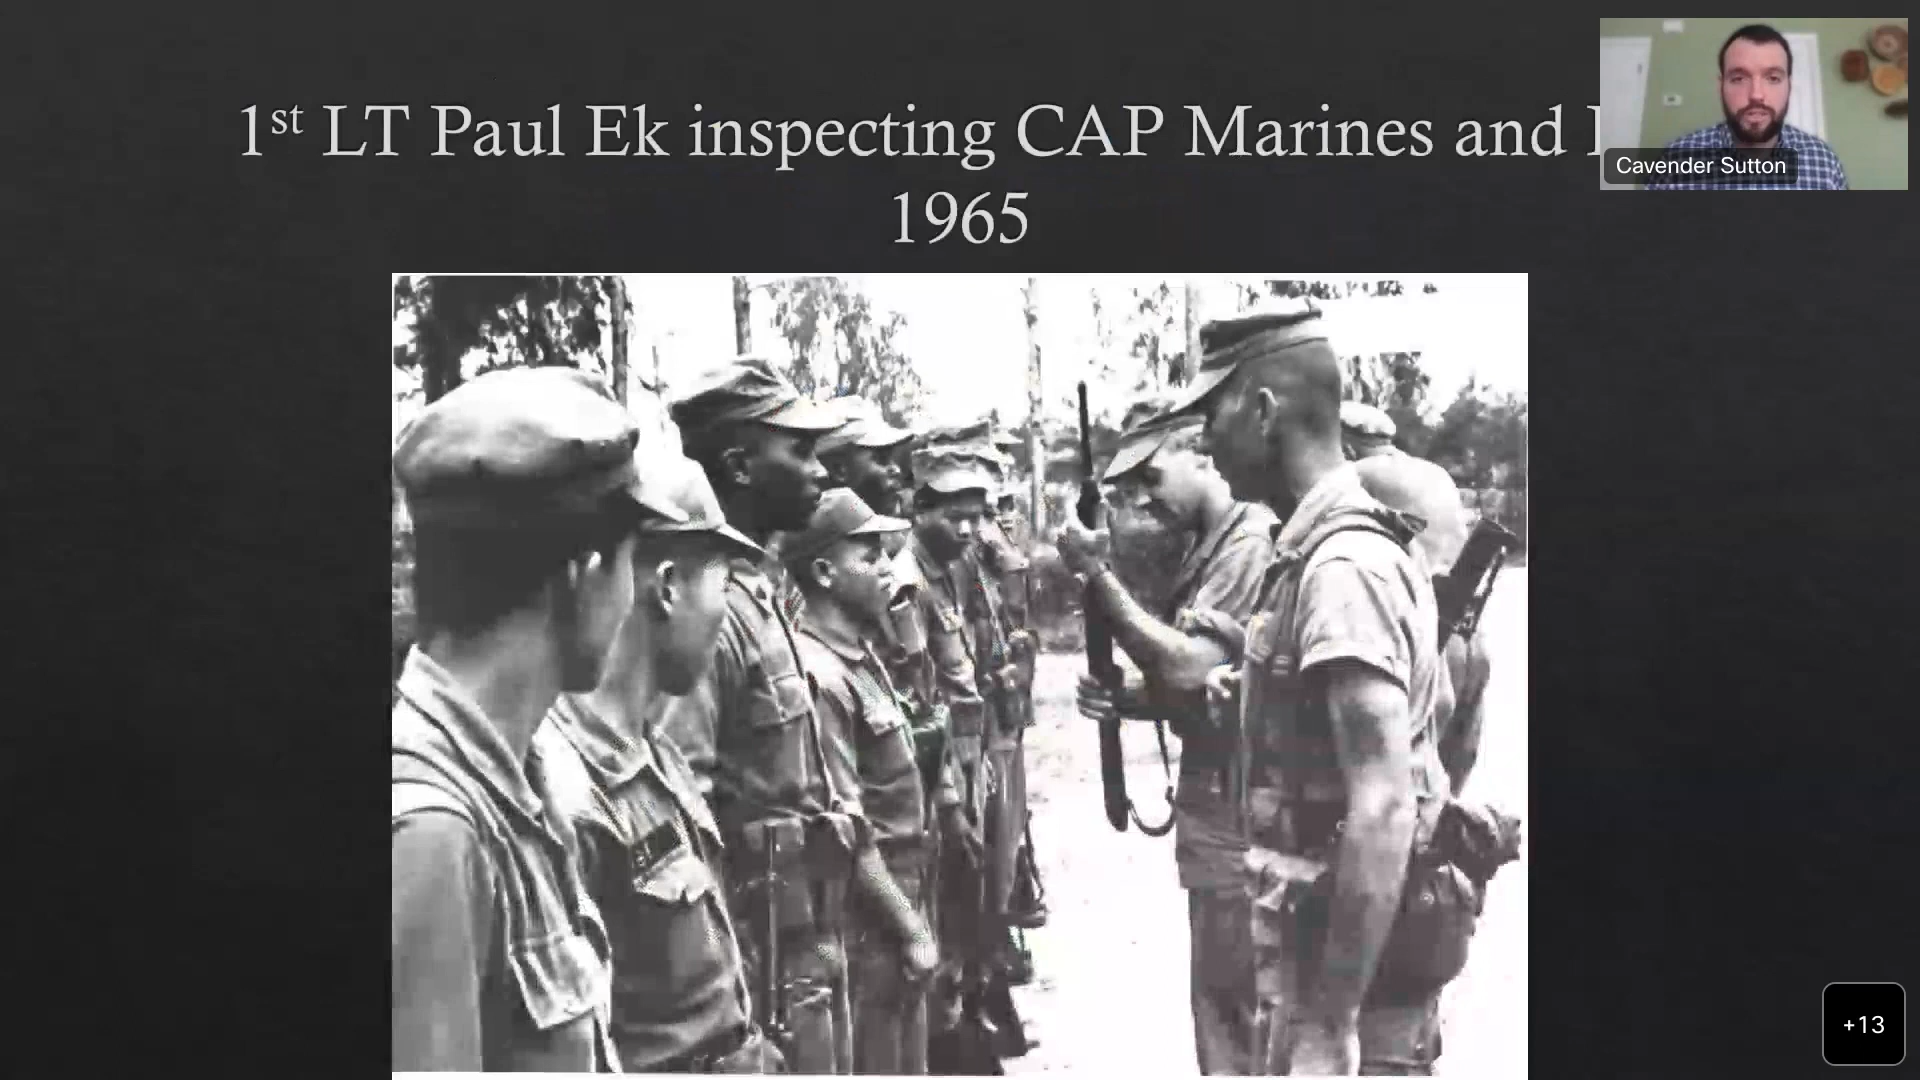 1st LT Paul Ek inspecting CAP Marines and
1965
Cavender Sutton
+13